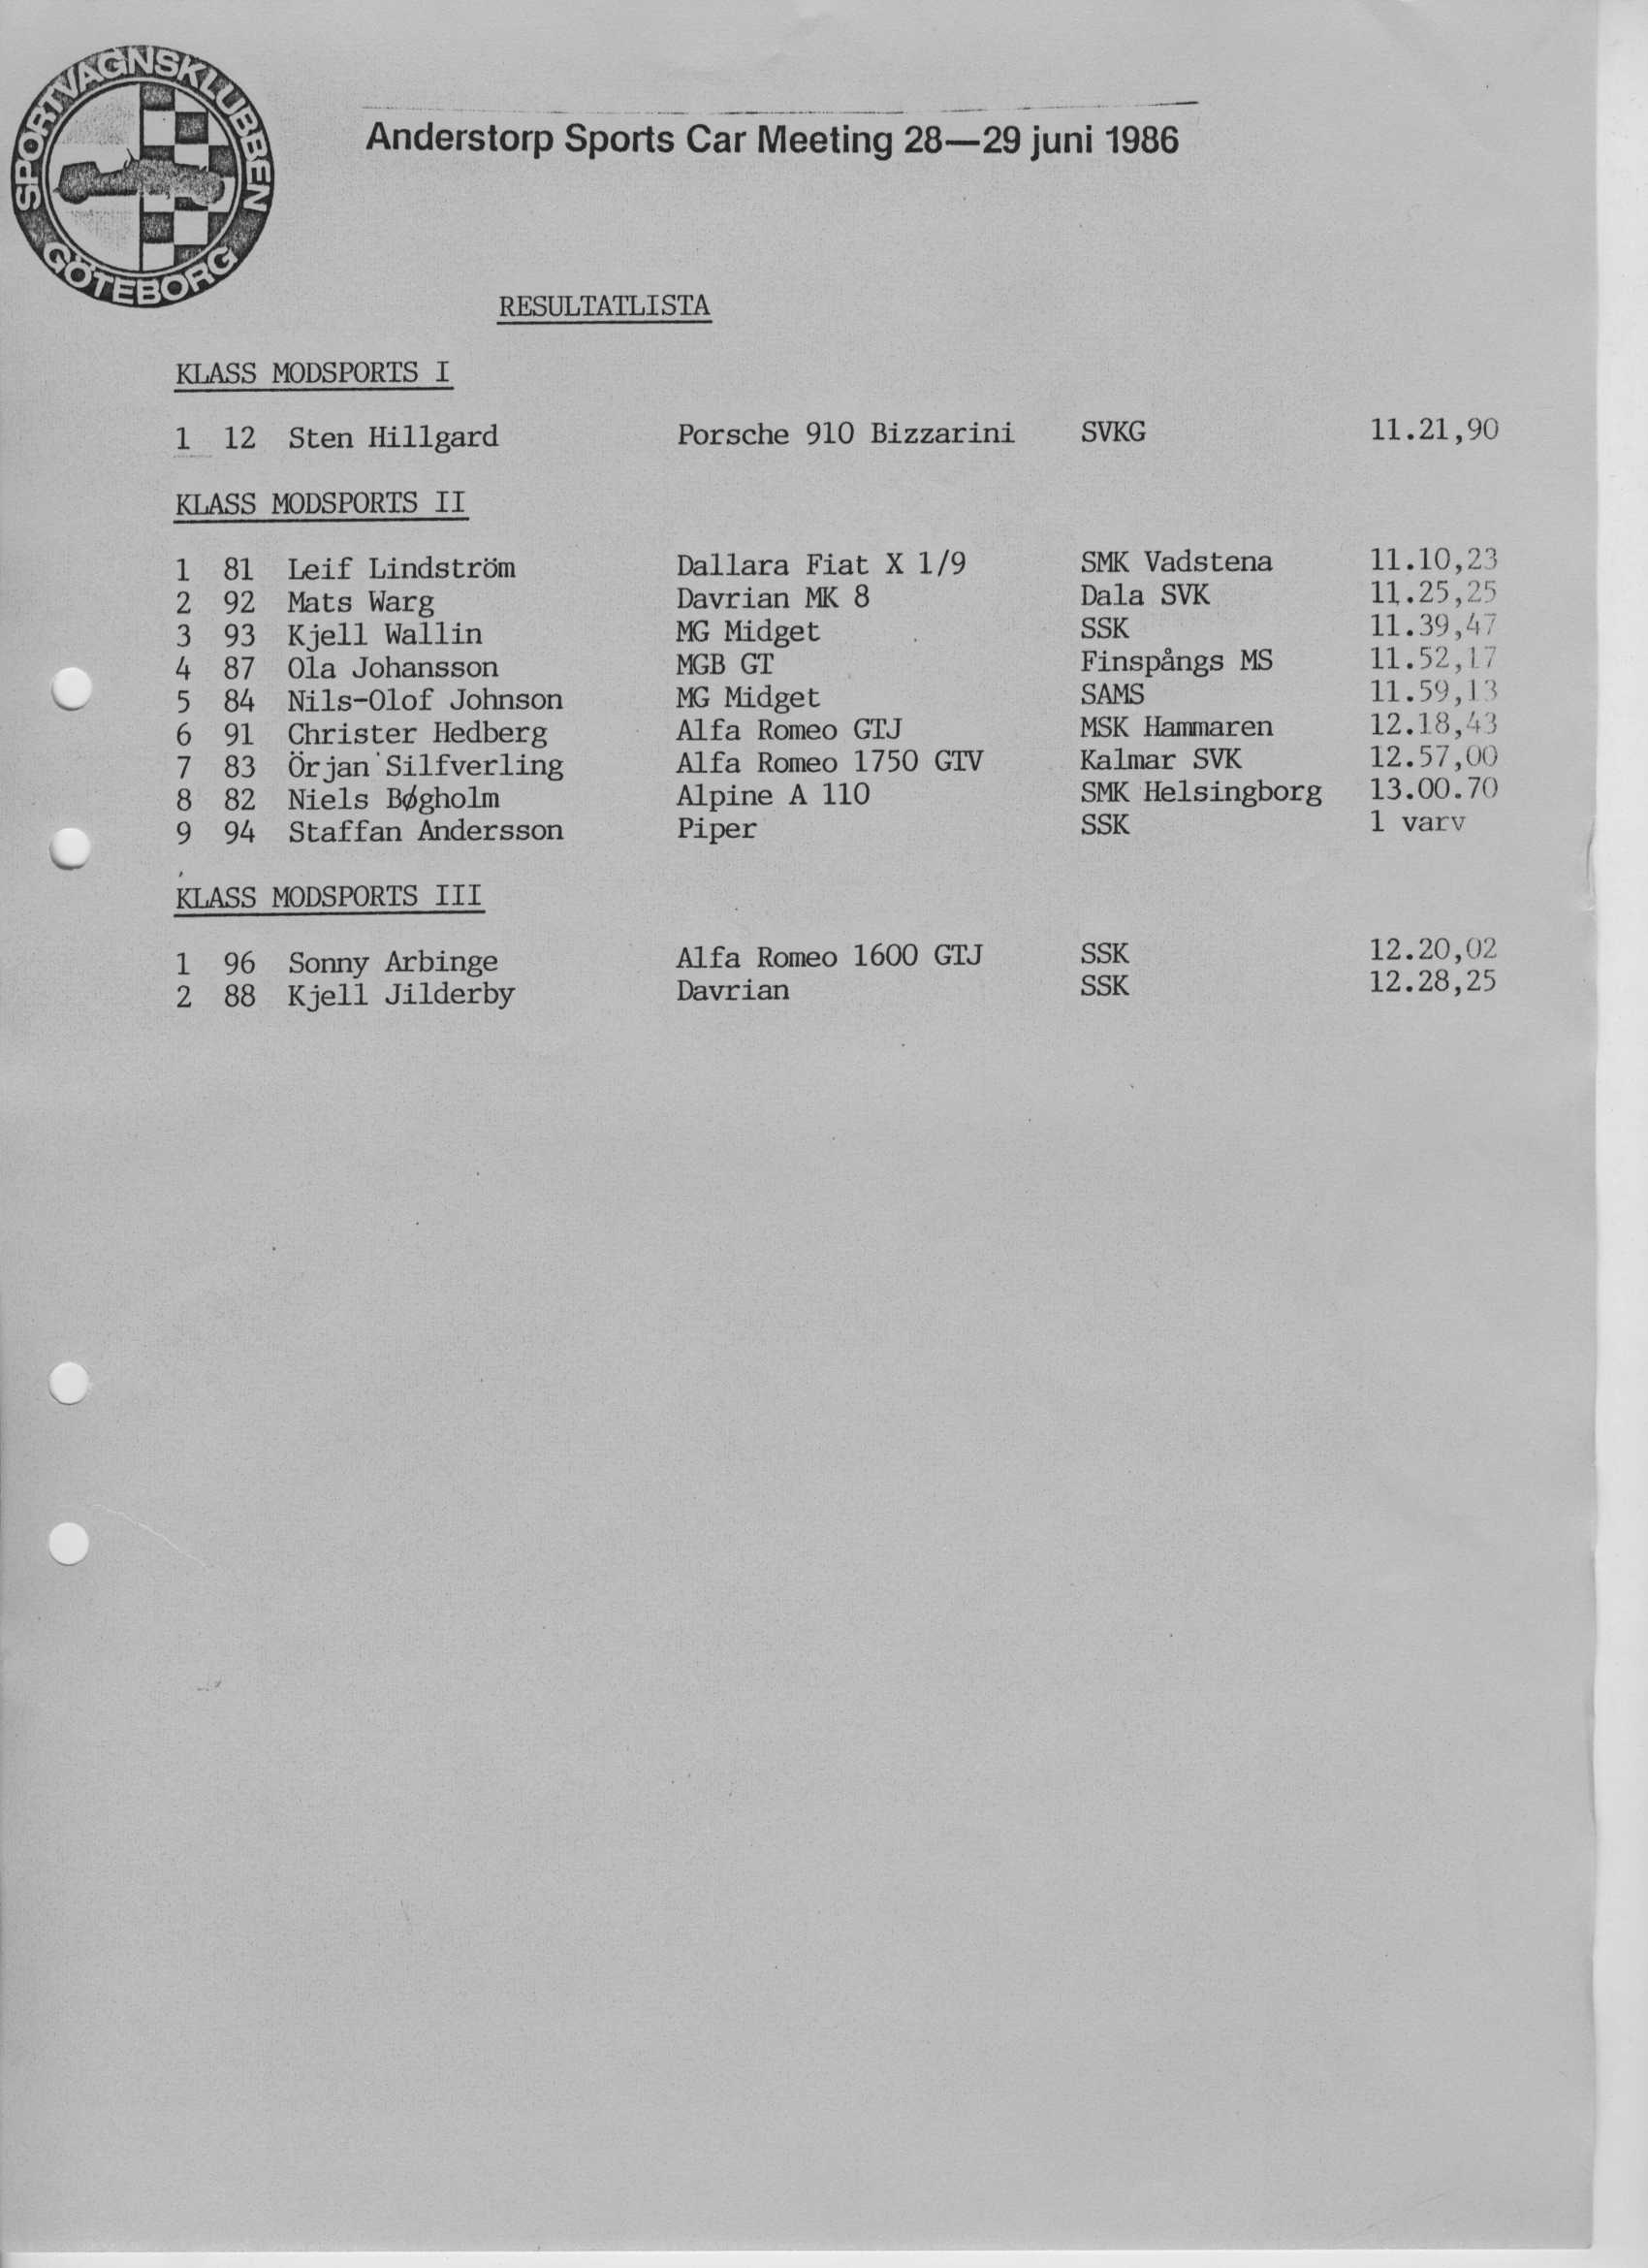 SPORTVAGNSKLUBBEN
GÖTEBORG
Anderstorp Sports Car Meeting 28—29 juni 1986
RESULTATLISTA
KLASS MODSPORTS I
1 12 Sten Hillgard Porsche 910 Bizzarini SVKG 11.21,90
KLASS MODSPORTS II
1 81 Leif Lindström Dallara Fiat X 1/9 SMK Vadstena 11.10,23
2 92 Mats Warg Davrian MK 8 Dala SVK 11.25,25
3 93 Kjell Wallin MG Midget SSK 11.39,47
4 87 Ola Johansson MGB GT Finspångs MS 11.52,17
5 84 Nils-Olof Johnson MG Midget SAMS 11.59,13
6 91 Christer Hedberg Alfa Romeo GTJ MSK Hammaren 12.18,43
7 83 Örjan Silfverling Alfa Romeo 1750 GTV Kalmar SVK 12.57,00
8 82 Niels Bøgholm Alpine A 110 SMK Helsingborg 13.00.70
9 94 Staffan Andersson Piper SSK 1 varv
KLASS MODSPORTS III
1 96 Sonny Arbinge Alfa Romeo 1600 GTJ SSK 12.20,02
2 88 Kjell Jilderby Davrian SSK 12.28,25